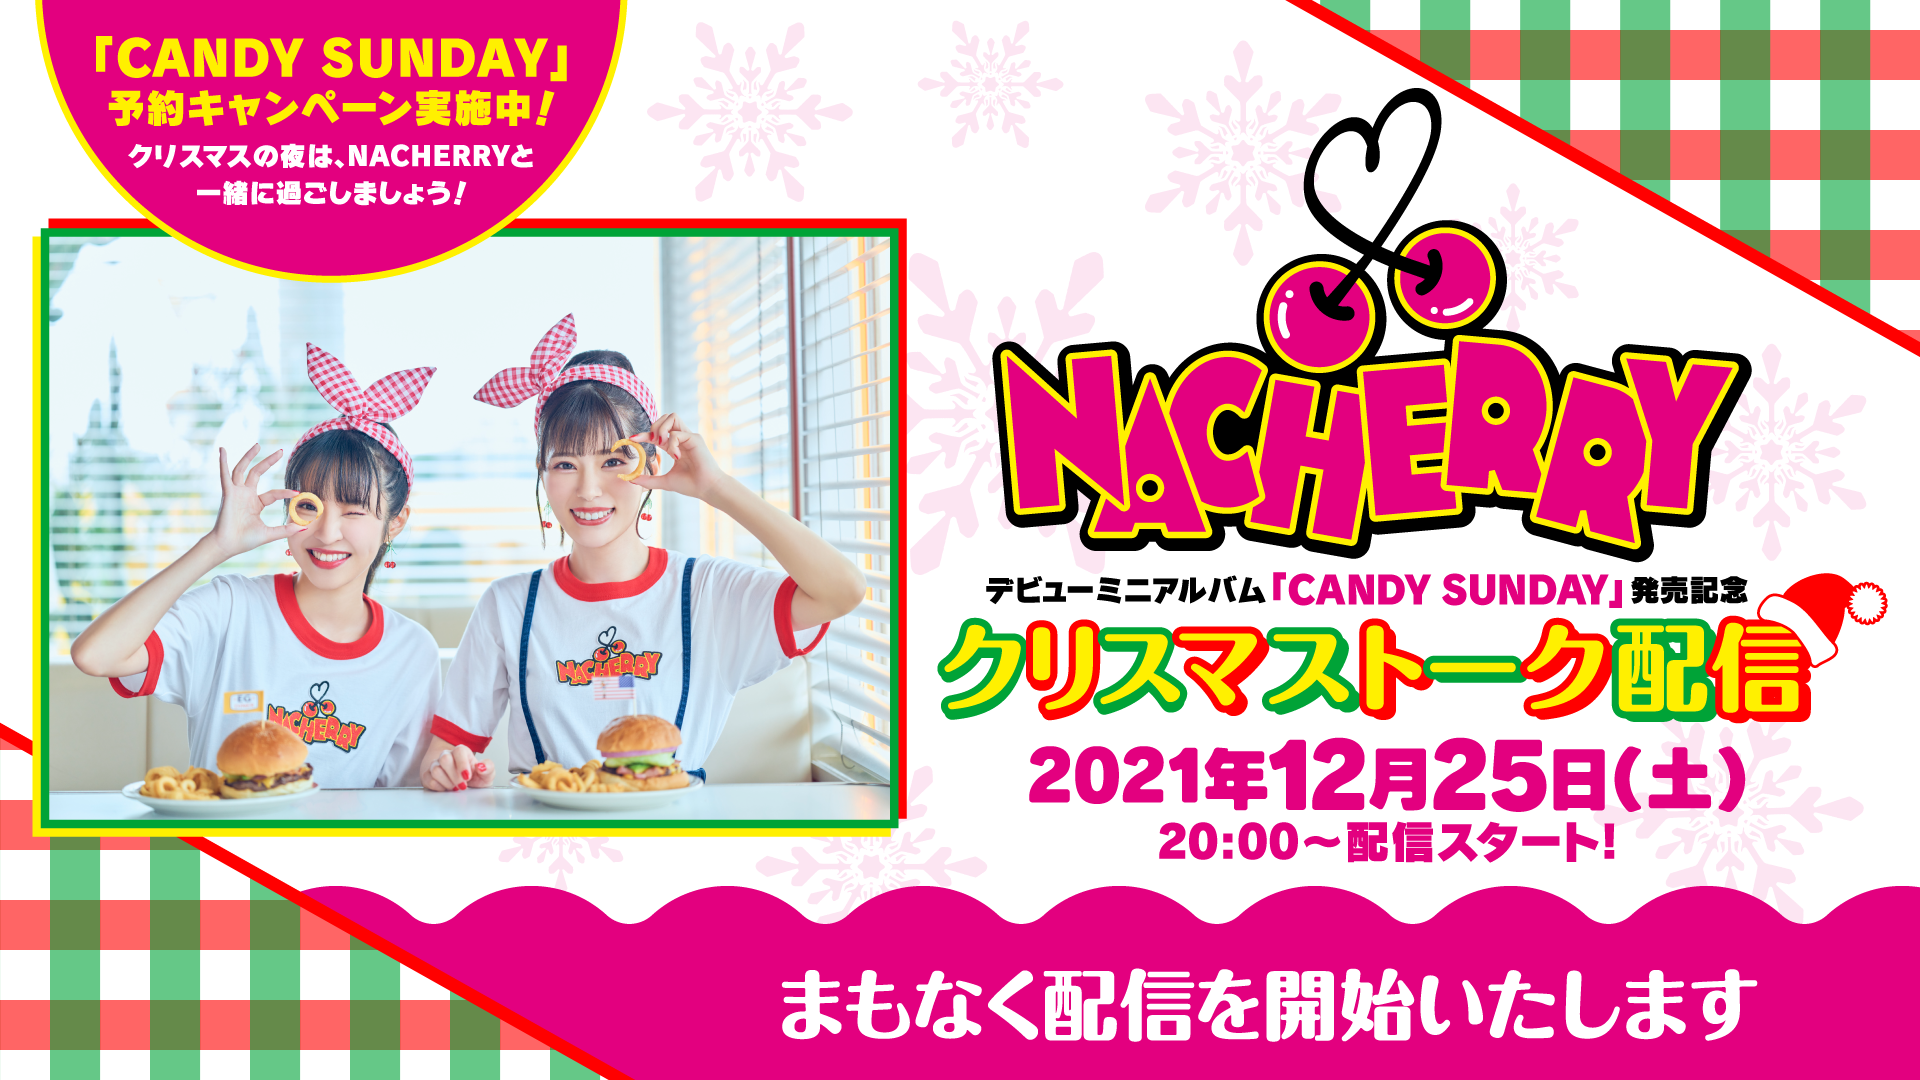 「CANDY SUNDAY」
予約キャンペーン実施中!
クリスマスの夜は、NACHERRYと
一緒に過ごしましょう!
NACHERRY
デビューミニアルバム「CANDY SUNDAY」発売記念
クリスマストーク配信
2021年12月25日(土)
20:00～配信スタート!
NACHERRY
NACHERRY
EG
まもなく配信を開始いたします